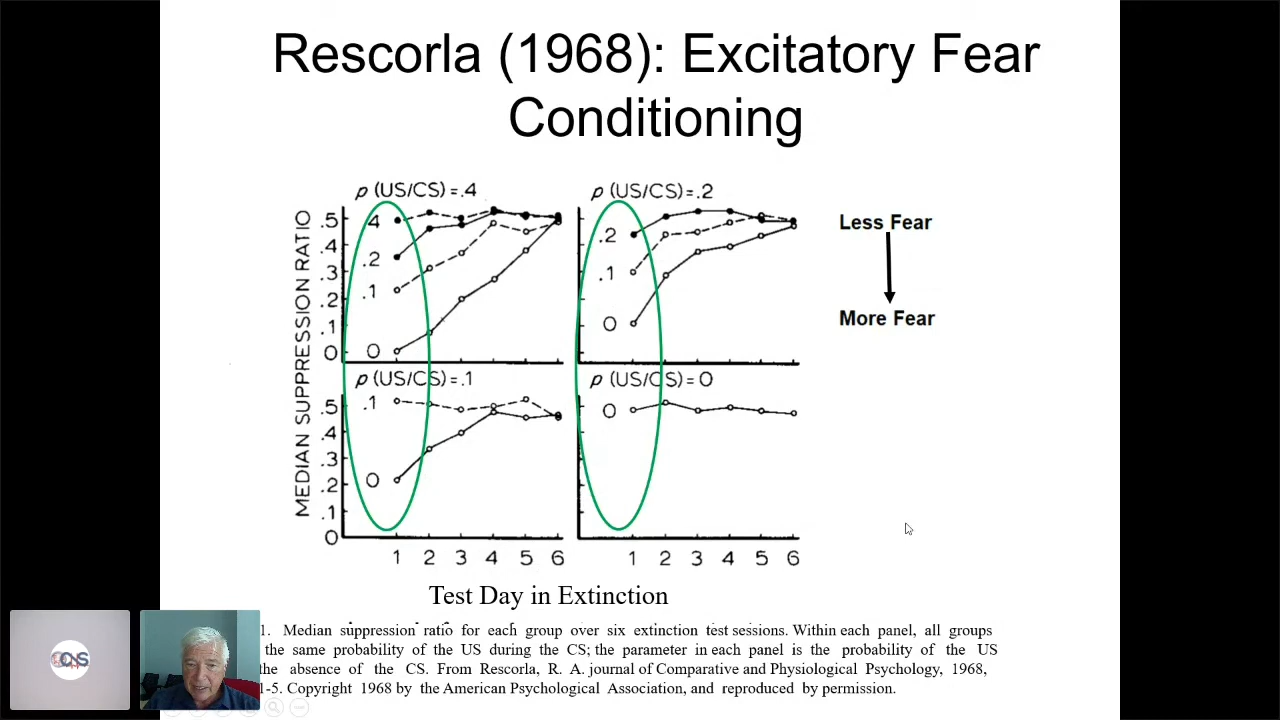 Rescorla (1968): Excitatory Fear
Conditioning
p (US/CS) = .4
p (US/CS) = .2
MEDIAN SUPPRESSION RATIO
.5
.4
.3
.2
.1
0
.4
.2
.1
0
.2
.1
0
Less Fear
More Fear
p (US/CS) = .1
p (US/CS) = 0
.5
.4
.3
.2
.1
0
.1
0
0
1 2 3 4 5 6
1 2 3 4 5 6
Test Day in Extinction
1. Median suppression ratio for each group over six extinction test sessions. Within each panel, all groups
the same probability of the US during the CS; the parameter in each panel is the probability of the US
the absence of the CS. From Rescorla, R. A. journal of Comparative and Physiological Psychology, 1968,
1-5. Copyright 1968 by the American Psychological Association, and reproduced by permission.